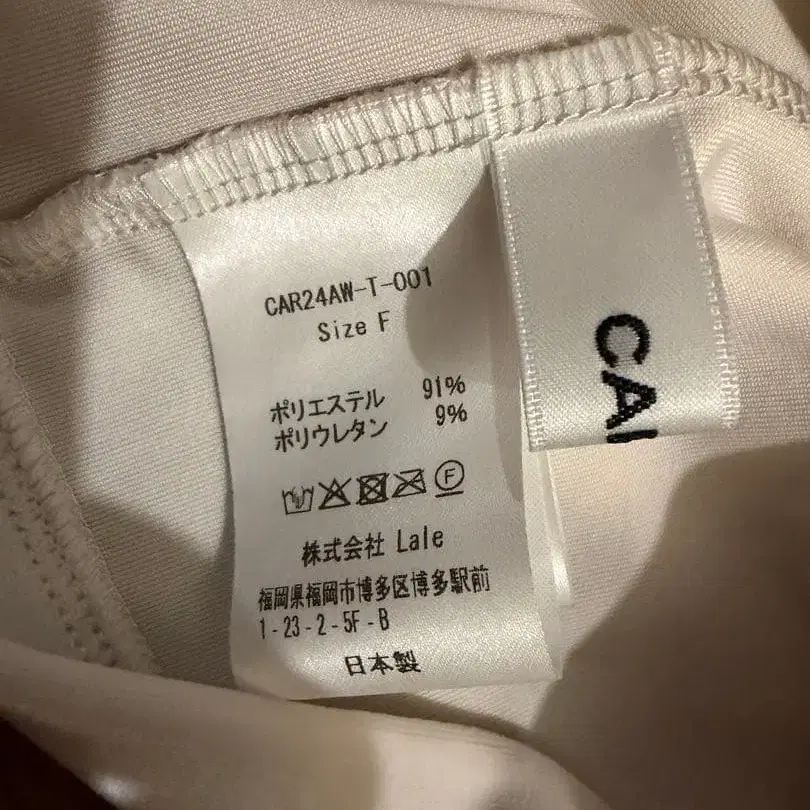 CAR24AW-T-001
Size F
ポリエステル 91%
ポリウレタン 9%
F
株式会社 Lale
福岡県福岡市博多区博多駅前
1-23-2-5F-B
日本製
CA